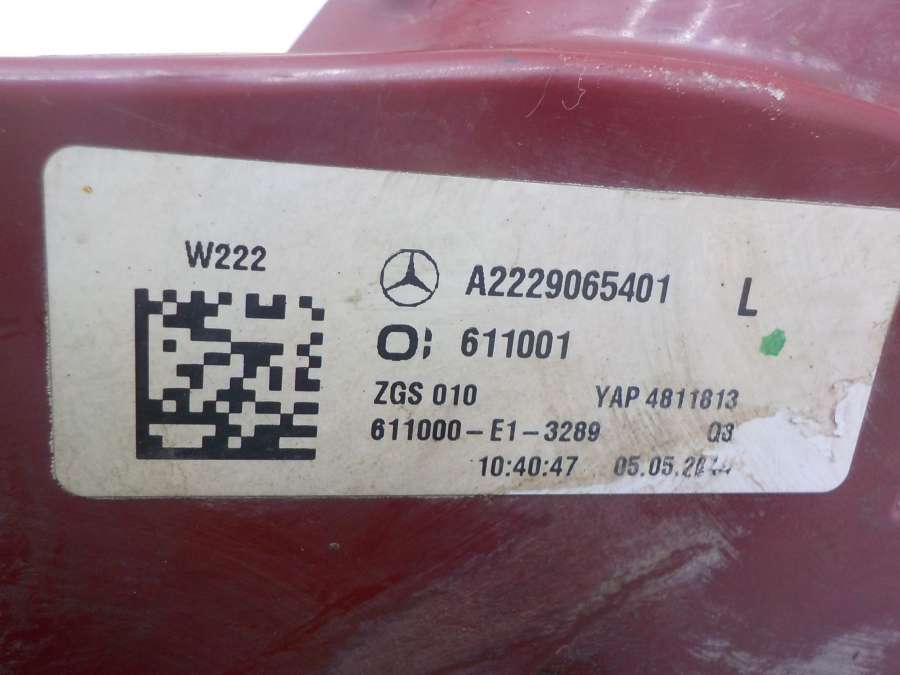 W222
A2229065401 L
611001
ZGS 010 YAP 4811813
611000-E1-3289 Q3
10:40:47